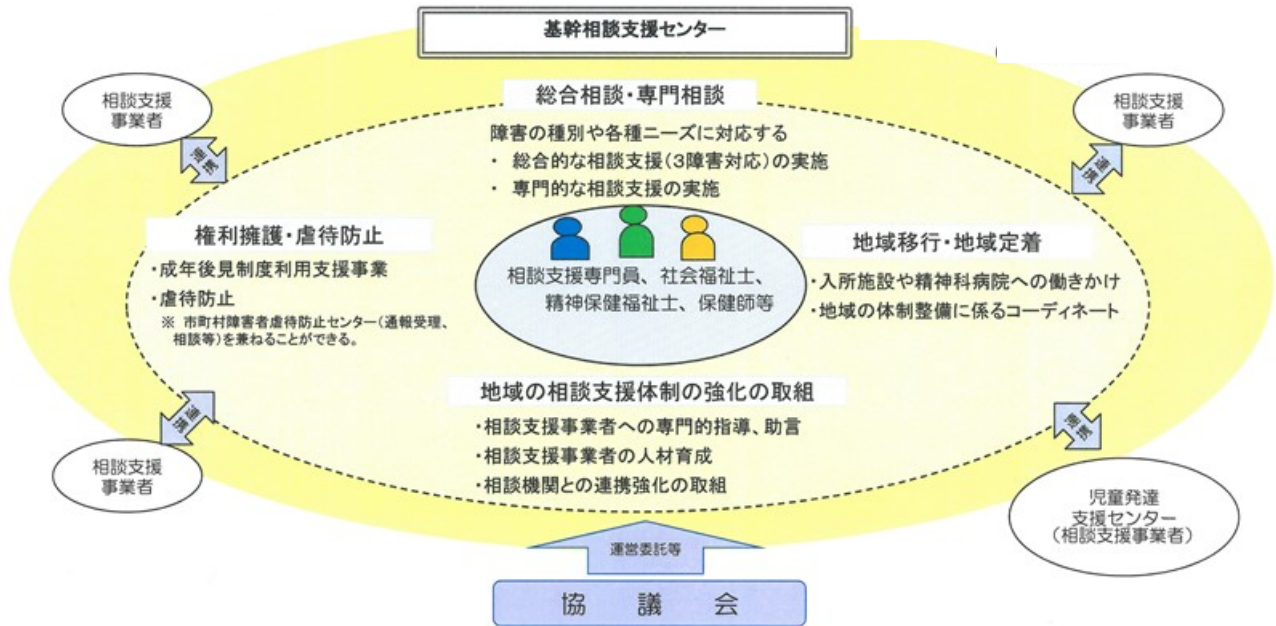 基幹相談支援センター
総合相談・専門相談
障害の種別や各種ニーズに対応する
・ 総合的な相談支援(3障害対応)の実施
・ 専門的な相談支援の実施
相談支援
事業者
連携
相談支援
事業者
連携
権利擁護・虐待防止
・成年後見制度利用支援事業
・虐待防止
※ 市町村障害者虐待防止センター(通報受理、
相談等)を兼ねることができる。
相談支援専門員、社会福祉士、
精神保健福祉士、保健師等
地域移行・地域定着
・入所施設や精神科病院への働きかけ
・地域の体制整備に係るコーディネート
地域の相談支援体制の強化の取組
・相談支援事業者への専門的指導、助言
・相談支援事業者の人材育成
・相談機関との連携強化の取組
連携
相談支援
事業者
連携
児童発達
支援センター
(相談支援事業者)
運営委託等
協 議 会